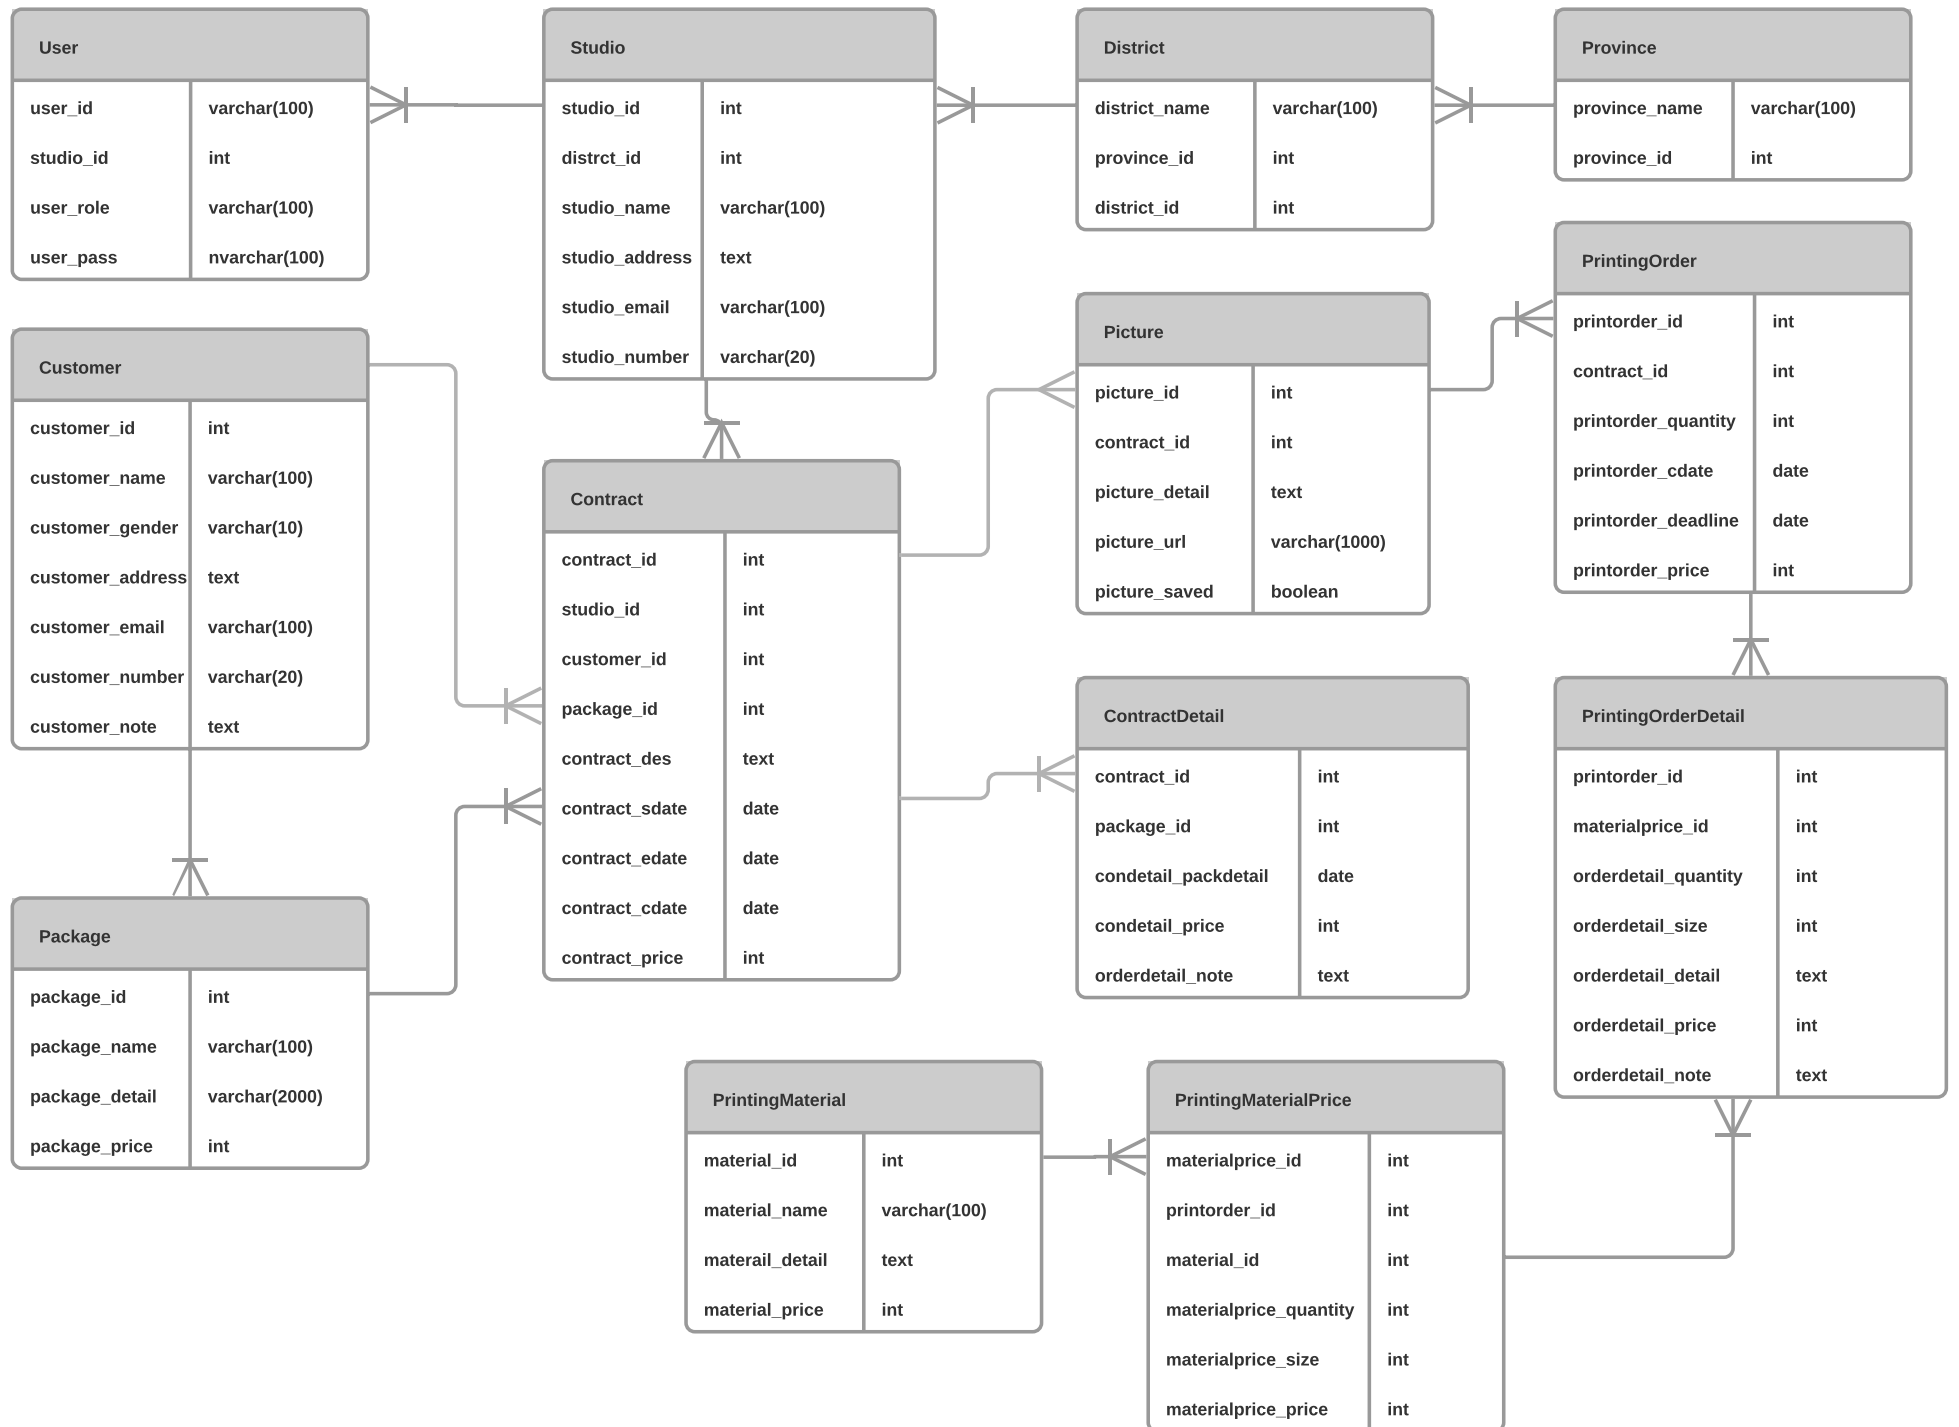 User
user_id varchar(100)
studio_id int
user_role varchar(100)
user_pass nvarchar(100)
Studio
studio_id int
distrct_id int
studio_name varchar(100)
studio_address text
studio_email varchar(100)
studio_number varchar(20)
District
district_name varchar(100)
province_id int
district_id int
Province
province_name varchar(100)
province_id int
Customer
customer_id int
customer_name varchar(100)
customer_gender varchar(10)
customer_address text
customer_email varchar(100)
customer_number varchar(20)
customer_note text
Contract
contract_id int
studio_id int
customer_id int
package_id int
contract_des text
contract_sdate date
contract_edate date
contract_cdate date
contract_price int
Picture
picture_id int
contract_id int
picture_detail text
picture_url varchar(1000)
picture_saved boolean
PrintingOrder
printorder_id int
contract_id int
printorder_quantity int
printorder_cdate date
printorder_deadline date
printorder_price int
ContractDetail
contract_id int
package_id int
condetail_packdetail date
condetail_price int
orderdetail_note text
PrintingOrderDetail
printorder_id int
materialprice_id int
orderdetail_quantity int
orderdetail_size int
orderdetail_detail text
orderdetail_price int
orderdetail_note text
Package
package_id int
package_name varchar(100)
package_detail varchar(2000)
package_price int
PrintingMaterial
material_id int
material_name varchar(100)
materail_detail text
material_price int
PrintingMaterialPrice
materialprice_id int
printorder_id int
material_id int
materialprice_quantity int
materialprice_size int
materialprice_price int